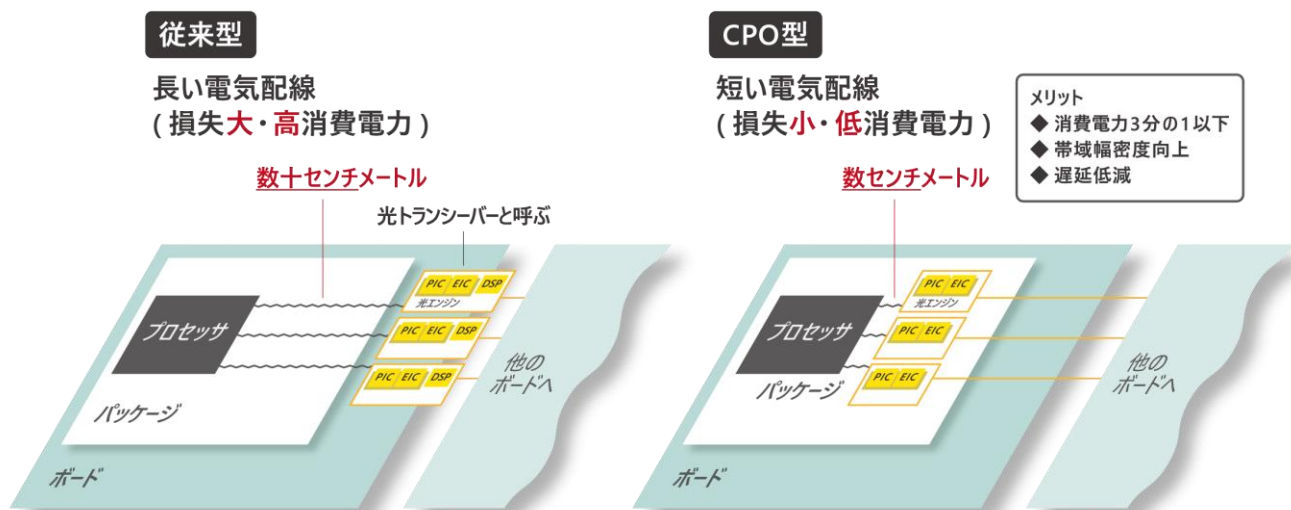 従来型
長い電気配線
(損失大・高消費電力)
数十センチメートル
光トランシーバーと呼ぶ
PIC EIC DSP
光エンジン
PIC EIC DSP
PIC EIC DSP
プロセッサ
パッケージ
ボード
他の
ボードへ
CPO型
短い電気配線
(損失小・低消費電力)
メリット
◆ 消費電力3分の1以下
◆ 帯域幅密度向上
◆ 遅延低減
数センチメートル
PIC EIC
光エンジン
PIC EIC
PIC EIC
プロセッサ
パッケージ
ボード
他の
ボードへ